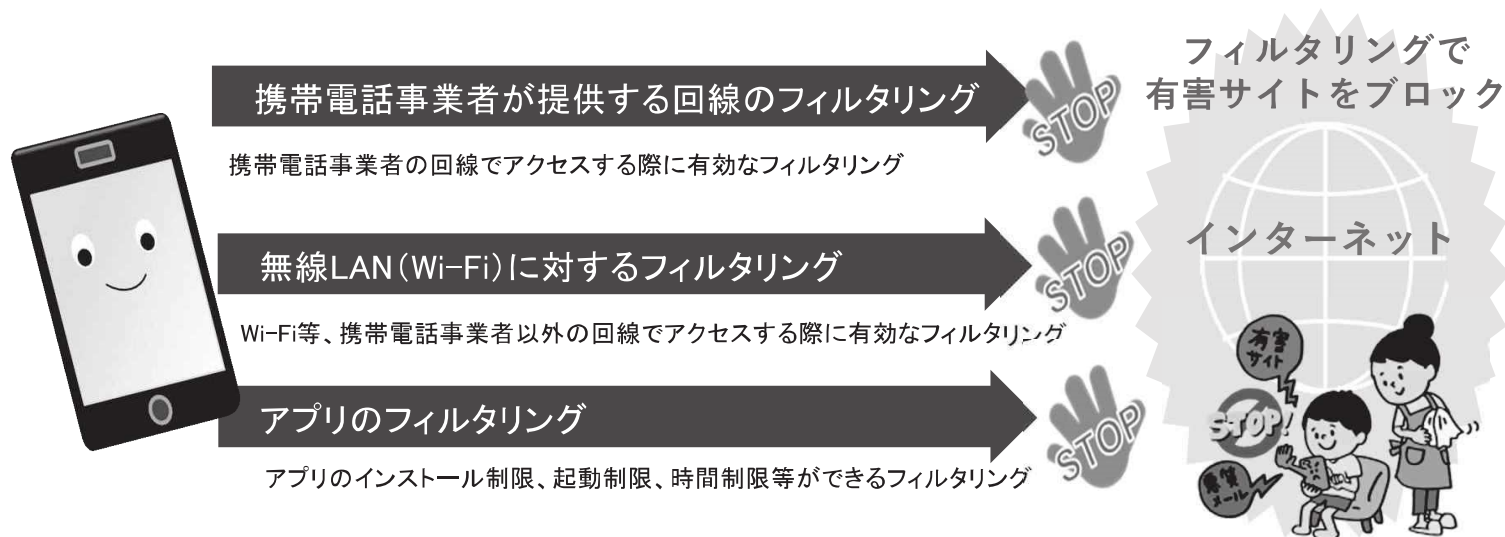 フィルタリングで
有害サイトをブロック
携帯電話事業者が提供する回線のフィルタリング
STOP
携帯電話事業者の回線でアクセスする際に有効なフィルタリング
インターネット
無線LAN(Wi-Fi)に対するフィルタリング
STOP
Wi-Fi等、携帯電話事業者以外の回線でアクセスする際に有効なフィルタリング
有害
サイト
アプリのフィルタリング
STOP
STOP!
アプリのインストール制限、起動制限、時間制限等ができるフィルタリング
悪質
メール